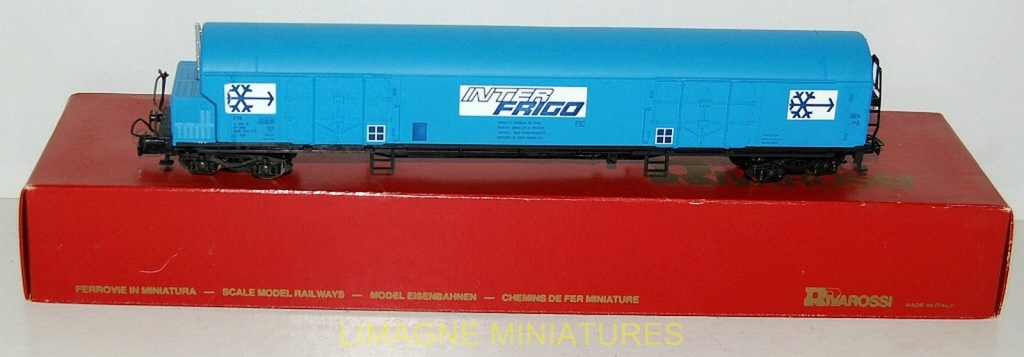 INTER
FRIGO
RIVAROSSI
FERROVIE IN MINIATURA — SCALE MODEL RAILWAYS — MODEL EISENBAHNEN — CHEMINS DE FER MINIATURE
RIVAROSSI MADE IN ITALY
LIMAGNE MINIATURES